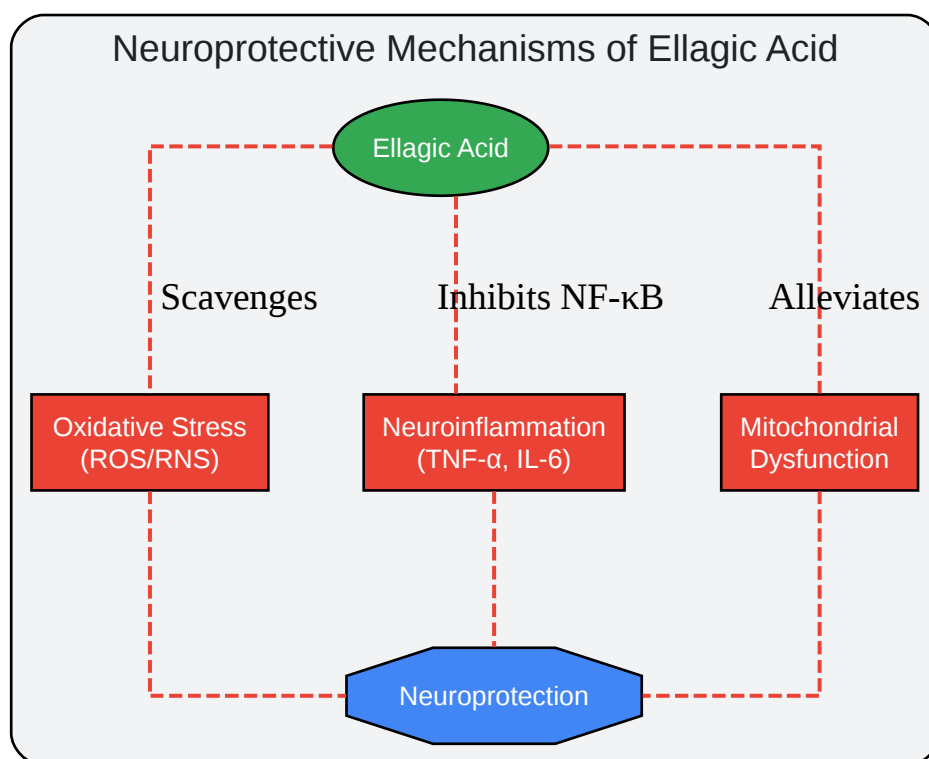 Neuroprotective Mechanisms of Ellagic Acid
Ellagic Acid
Scavenges
Inhibits NF-κB
Alleviates
Oxidative Stress
(ROS/RNS)
Neuroinflammation
(TNF-α, IL-6)
Mitochondrial
Dysfunction
Neuroprotection